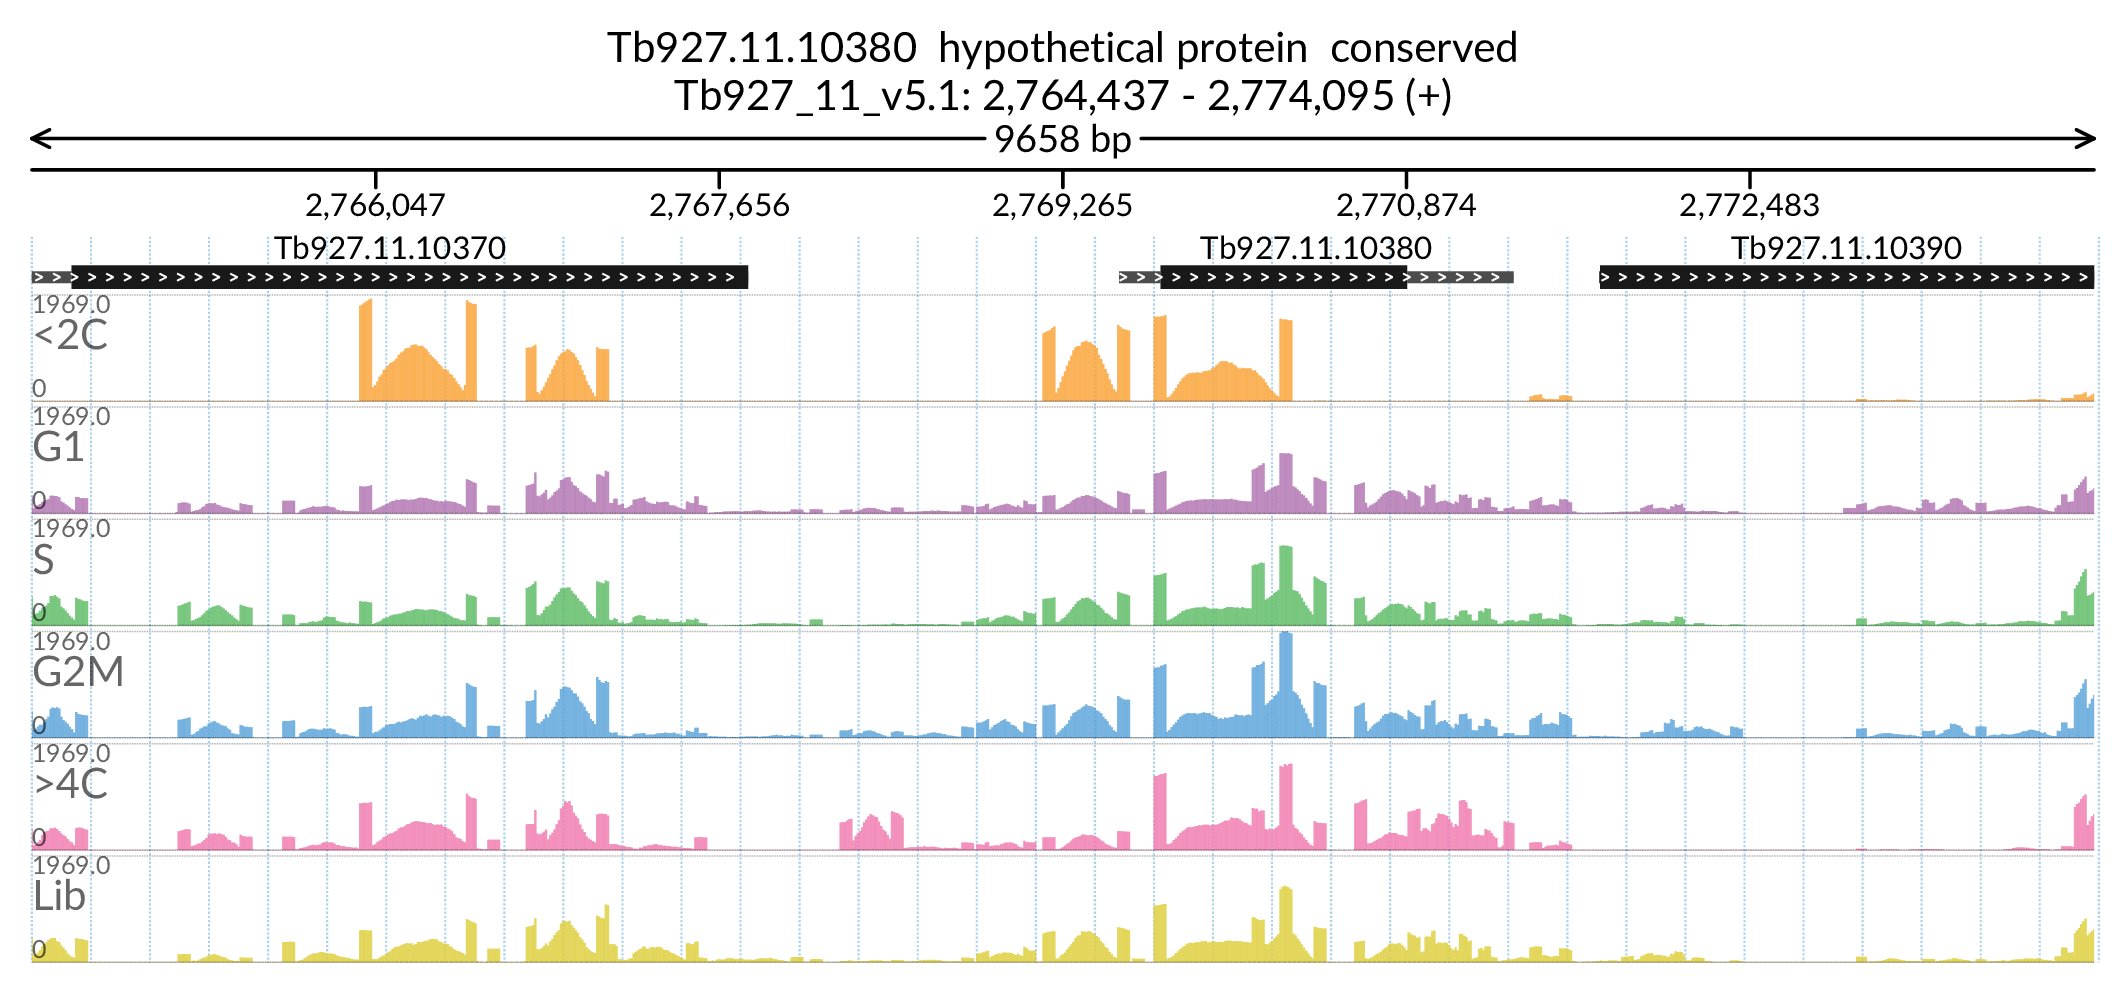 Tb927.11.10380  hypothetical protein  conserved
Tb927_11_v5.1: 2,764,437 - 2,774,095 (+)
9658 bp
2,766,047 2,767,656 2,769,265 2,770,874 2,772,483
Tb927.11.10370 Tb927.11.10380 Tb927.11.10390
1969.0
<2C
0
1969.0
G1
0
1969.0
S
0
1969.0
G2M
0
1969.0
>4C
0
1969.0
Lib
0